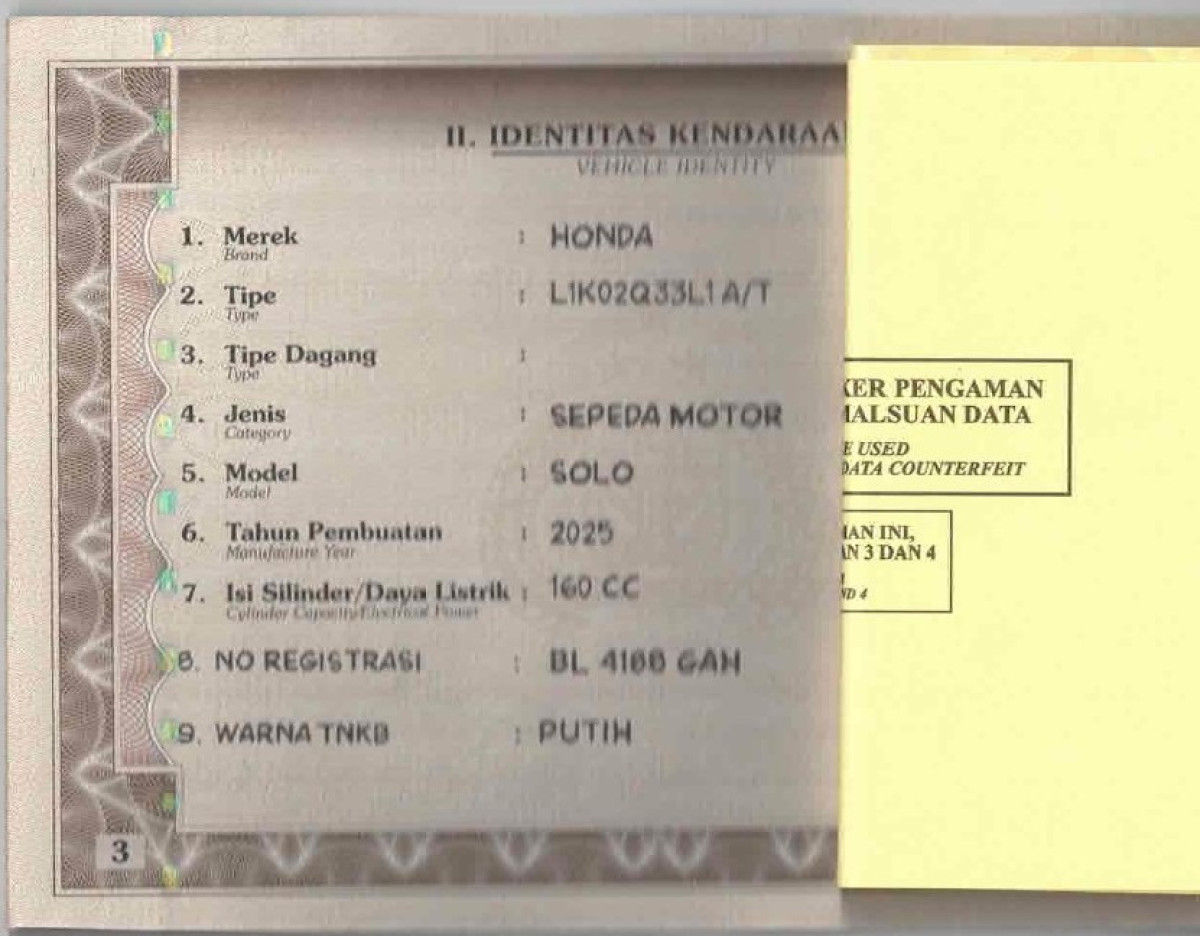 II. IDENTITAS KENDARAA
VEHICLE IDENTITY
1. Merek : HONDA
Brand
2. Tipe : L1K02Q33L1 A/T
Type
3. Tipe Dagang :
Type
4. Jenis : SEPEDA MOTOR
Category
5. Model : SOLO
Model
6. Tahun Pembuatan : 2025
Manufacture Year
7. Isi Silinder/Daya Listrik : 160 CC
Cylinder Capacity/Electrical Power
8. NO REGISTRASI : BL 4188 GAH
9. WARNA TNKB : PUTIH
3
KER PENGAMAN
MALSUAN DATA
E USED
DATA COUNTERFEIT
MAN INI,
AN 3 DAN 4
ND 4